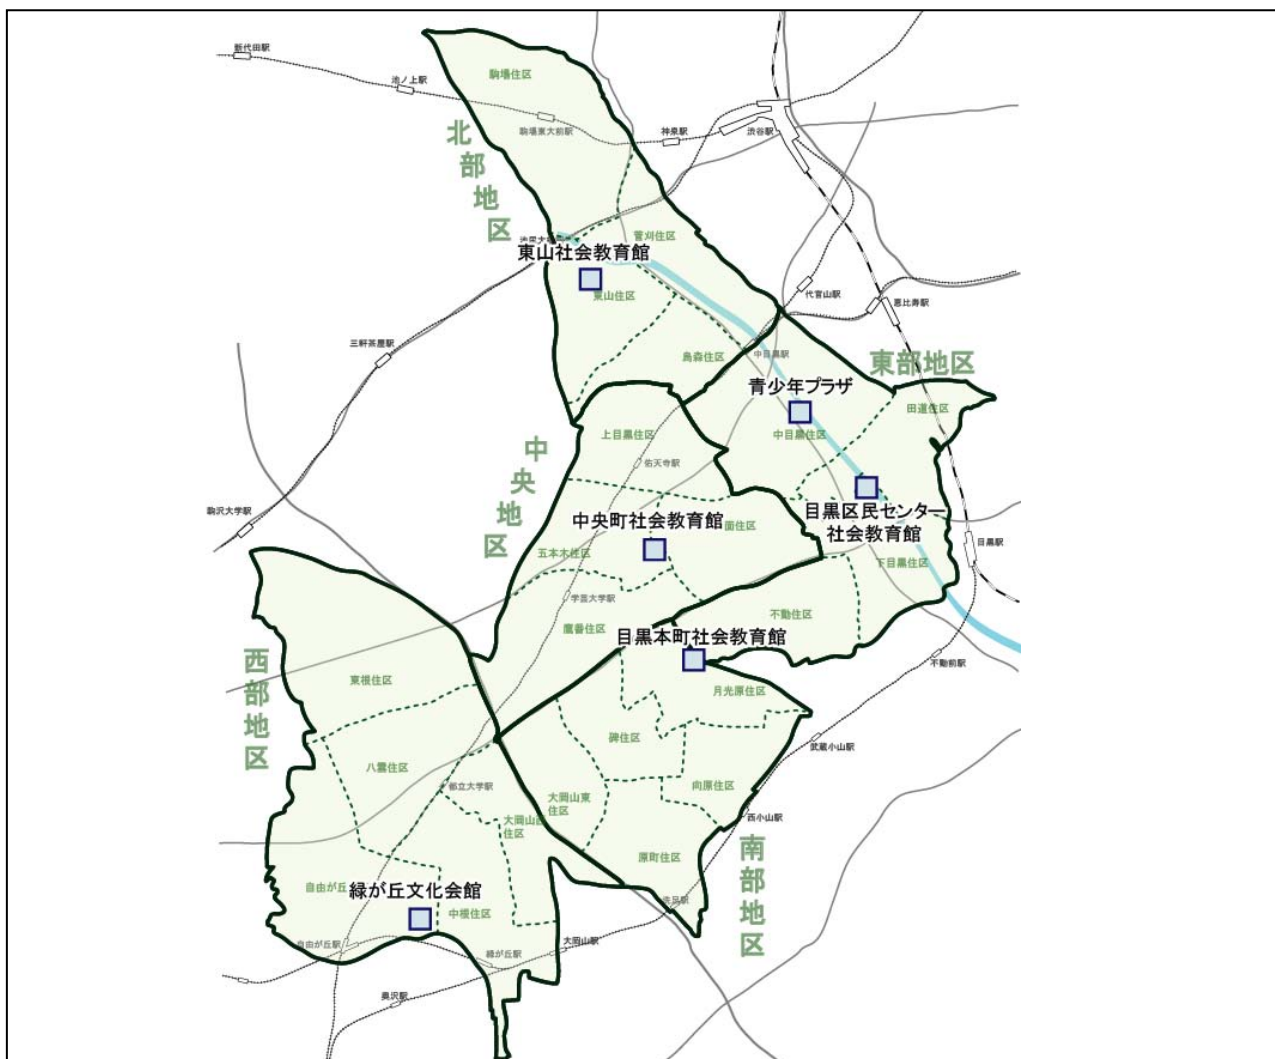 新代田駅
池ノ上駅
駒場住区
駒場東大前駅
神泉駅
渋谷駅
北部地区
菅刈住区
東山社会教育館
東山住区
代官山駅
恵比寿駅
三軒茶屋駅
烏森住区
中目黒駅
東部地区
青少年プラザ
田道住区
中目黒住区
上目黒住区
祐天寺駅
中央地区
駒沢大学駅
中央町社会教育館
面住区
目黒区民センター
社会教育館
目黒駅
五本木住区
下目黒住区
学芸大学駅
鷹番住区
不動住区
目黒本町社会教育館
不動前駅
西部地区
東根住区
月光原住区
碑住区
武蔵小山駅
八雲住区
都立大学駅
大岡山東
住区
向原住区
大岡山西
住区
西小山駅
原町住区
南部地区
自由が丘
緑が丘文化会館
中根住区
洗足駅
自由が丘駅
緑が丘駅
大岡山駅
奥沢駅